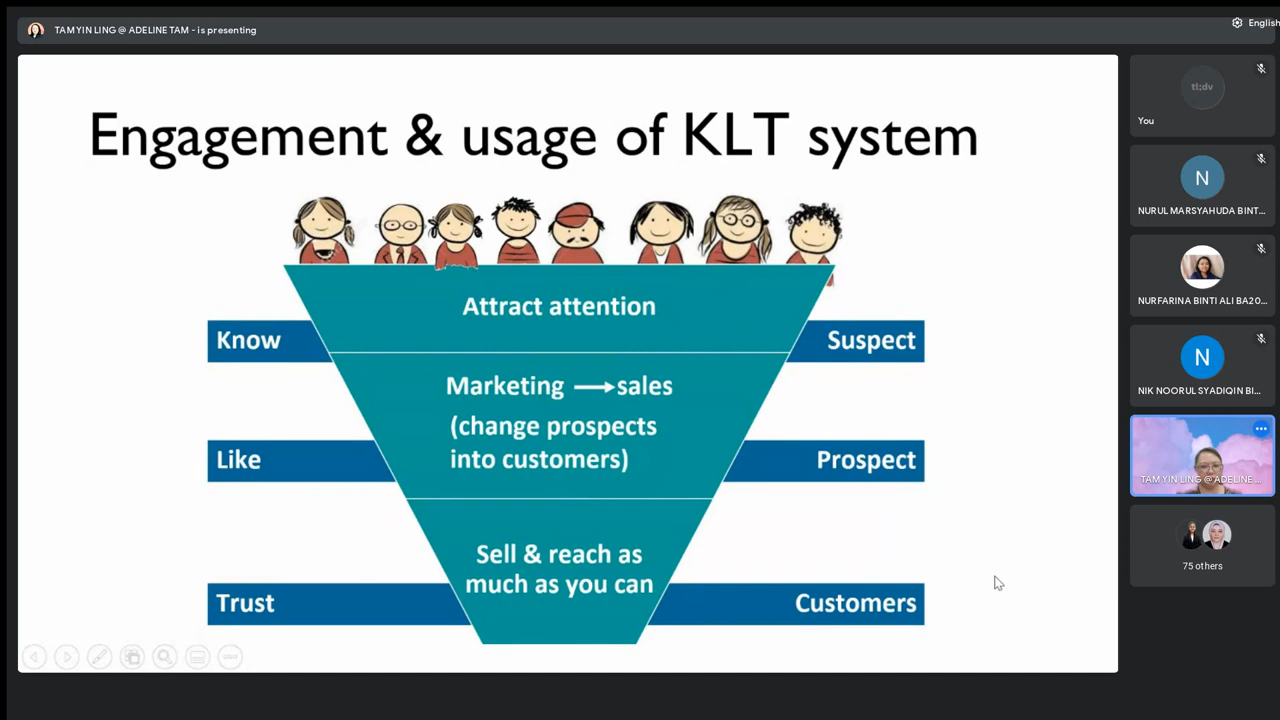 TAM YIN LING @ ADELINE TAM - is presenting
English
Engagement & usage of KLT system
Attract attention
Know
Suspect
Marketing → sales
(change prospects
into customers)
Like
Prospect
Sell & reach as
much as you can
Trust
Customers
tl;dv
You
N
NURUL MARSYAHUDA BINT...
NURFARINA BINTI ALI BA20...
N
NIK NOORUL SYADIQIN BI...
TAM YIN LING @ ADELINE ...
75 others